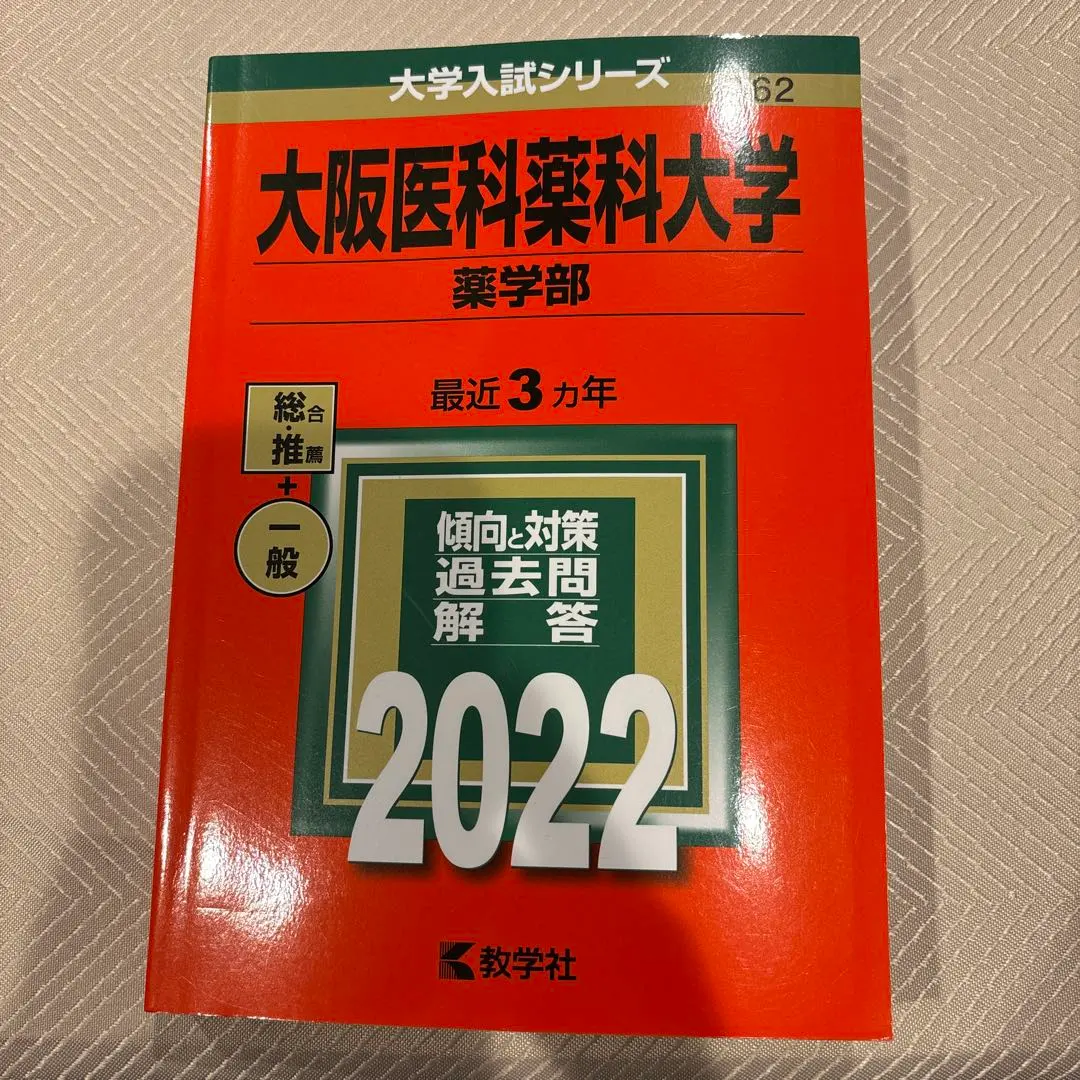 大学入試シリーズ
大阪医科薬科大学
薬学部
最近3カ年
総合・
推薦
+
一般
傾向と対策
過去問
解答
2022
教学社